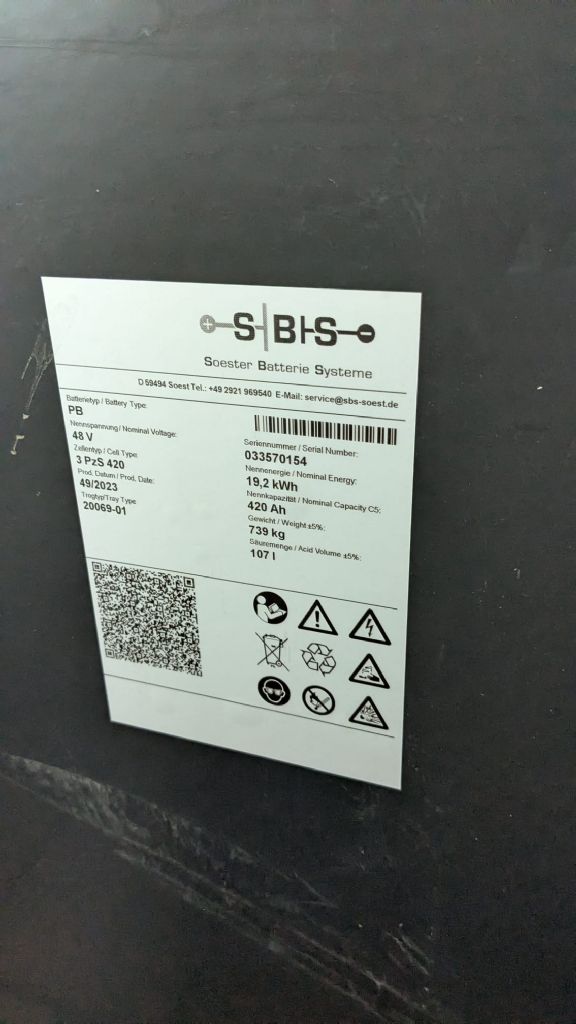 S B S
Soester Batterie Systeme
D 59494 Soest Tel.: +49 2921 969540 E-Mail: service@sbs-soest.de
Batterietyp / Battery Type:
PB
Nennspannung / Nominal Voltage:
48 V
Zellentyp / Cell Type:
3 PzS 420
Prod. Datum / Prod. Date:
49/2023
Trogtyp/Tray Type
20069-01
Seriennummer / Serial Number:
033570154
Nennenergie / Nominal Energy:
19,2 kWh
Nennkapazität / Nominal Capacity C5:
420 Ah
Gewicht / Weight ±5%:
739 kg
Säuremenge / Acid Volume ±5%:
107 l